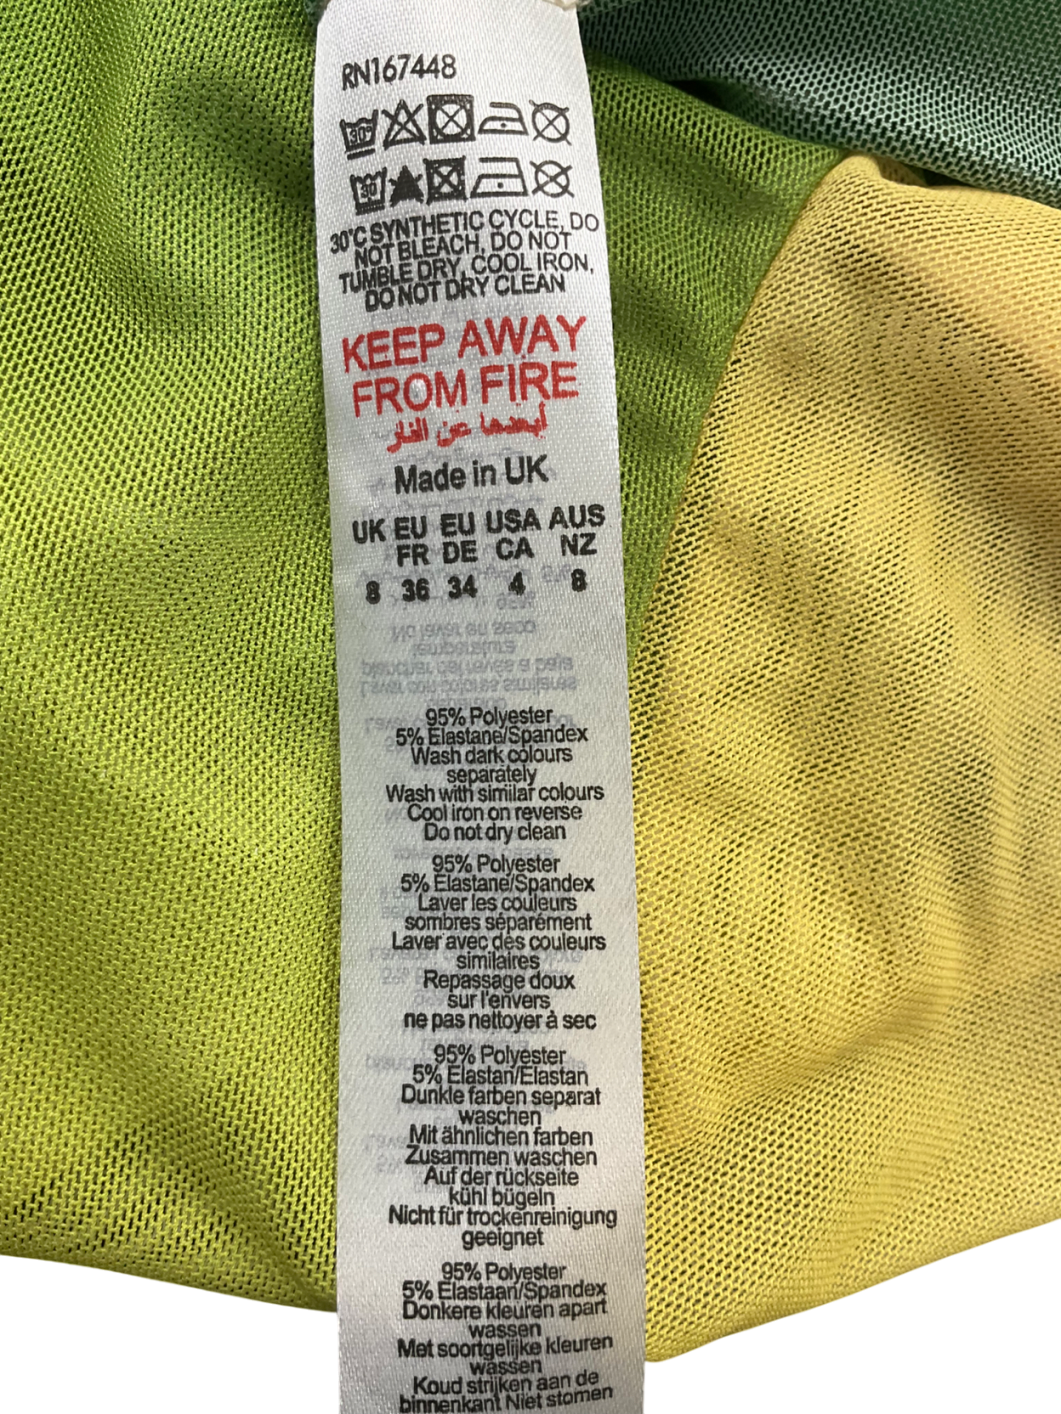 RN167448
30°
30
30°C SYNTHETIC CYCLE, DO
NOT BLEACH, DO NOT
TUMBLE DRY, COOL IRON,
DO NOT DRY CLEAN
KEEP AWAY
FROM FIRE
عن النار
Made in UK
UK EU EU USA AUS
FR DE CA NZ
8 36 34 4 8
95% Polyester
5% Elastane/Spandex
Wash dark colours
separately
Wash with similar colours
Cool iron on reverse
Do not dry clean
95% Polyester
5% Elastane/Spandex
Laver les couleurs
sombres séparément
Laver avec des couleurs
similaires
Repassage doux
sur l'envers
ne pas nettoyer à sec
95% Polyester
5% Elastan/Elastan
Dunkle farben separat
waschen
Mit ähnlichen farben
Zusammen waschen
Auf der rückseite
kühl bügeln
Nicht für trockenreinigung
geeignet
95% Polyester
5% Elastaan/Spandex
Donkere kleuren apart
wassen
Met soortgelijke kleuren
wassen
Koud strijken aan de
binnenkant Niet stomen